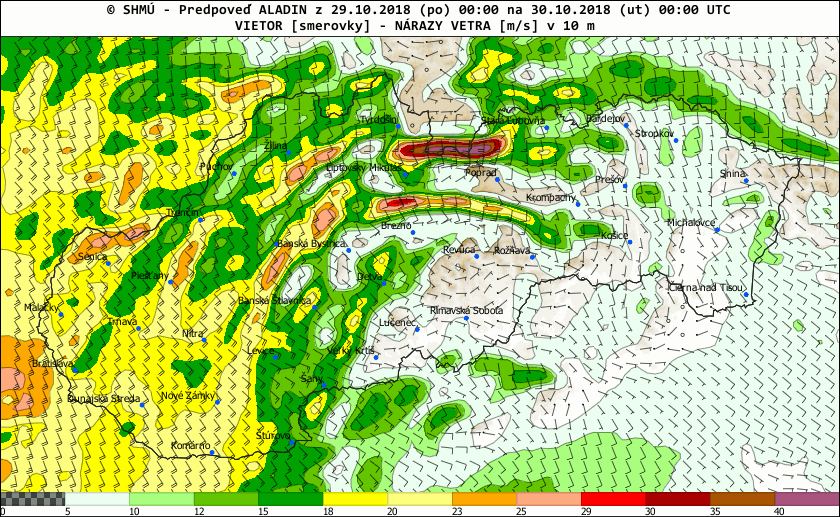 © SHMÚ - Predpoveď ALADIN z 29.10.2018 (po) 00:00 na 30.10.2018 (ut) 00:00 UTC
VIETOR [smerovky] - NÁRAZY VETRA [m/s] v 10 m
Tvrdošín
Stará Ľubovňa
Bardejov
Stropkov
Žilina
Púchov
Liptovský Mikuláš
Poprad
Prešov
Snina
Krompachy
Trenčín
Brezno
Michalovce
Košice
Banská Bystrica
Revúca
Rožňava
Senica
Piešťany
Detva
Čierna nad Tisou
Banská Štiavnica
Malacky
Rimavská Sobota
Trnava
Lučenec
Nitra
Levice
Veľký Krtíš
Bratislava
Šahy
Dunajská Streda
Nové Zámky
Štúrovo
Komárno
0 5 10 12 15 18 20 23 25 29 30 35 40